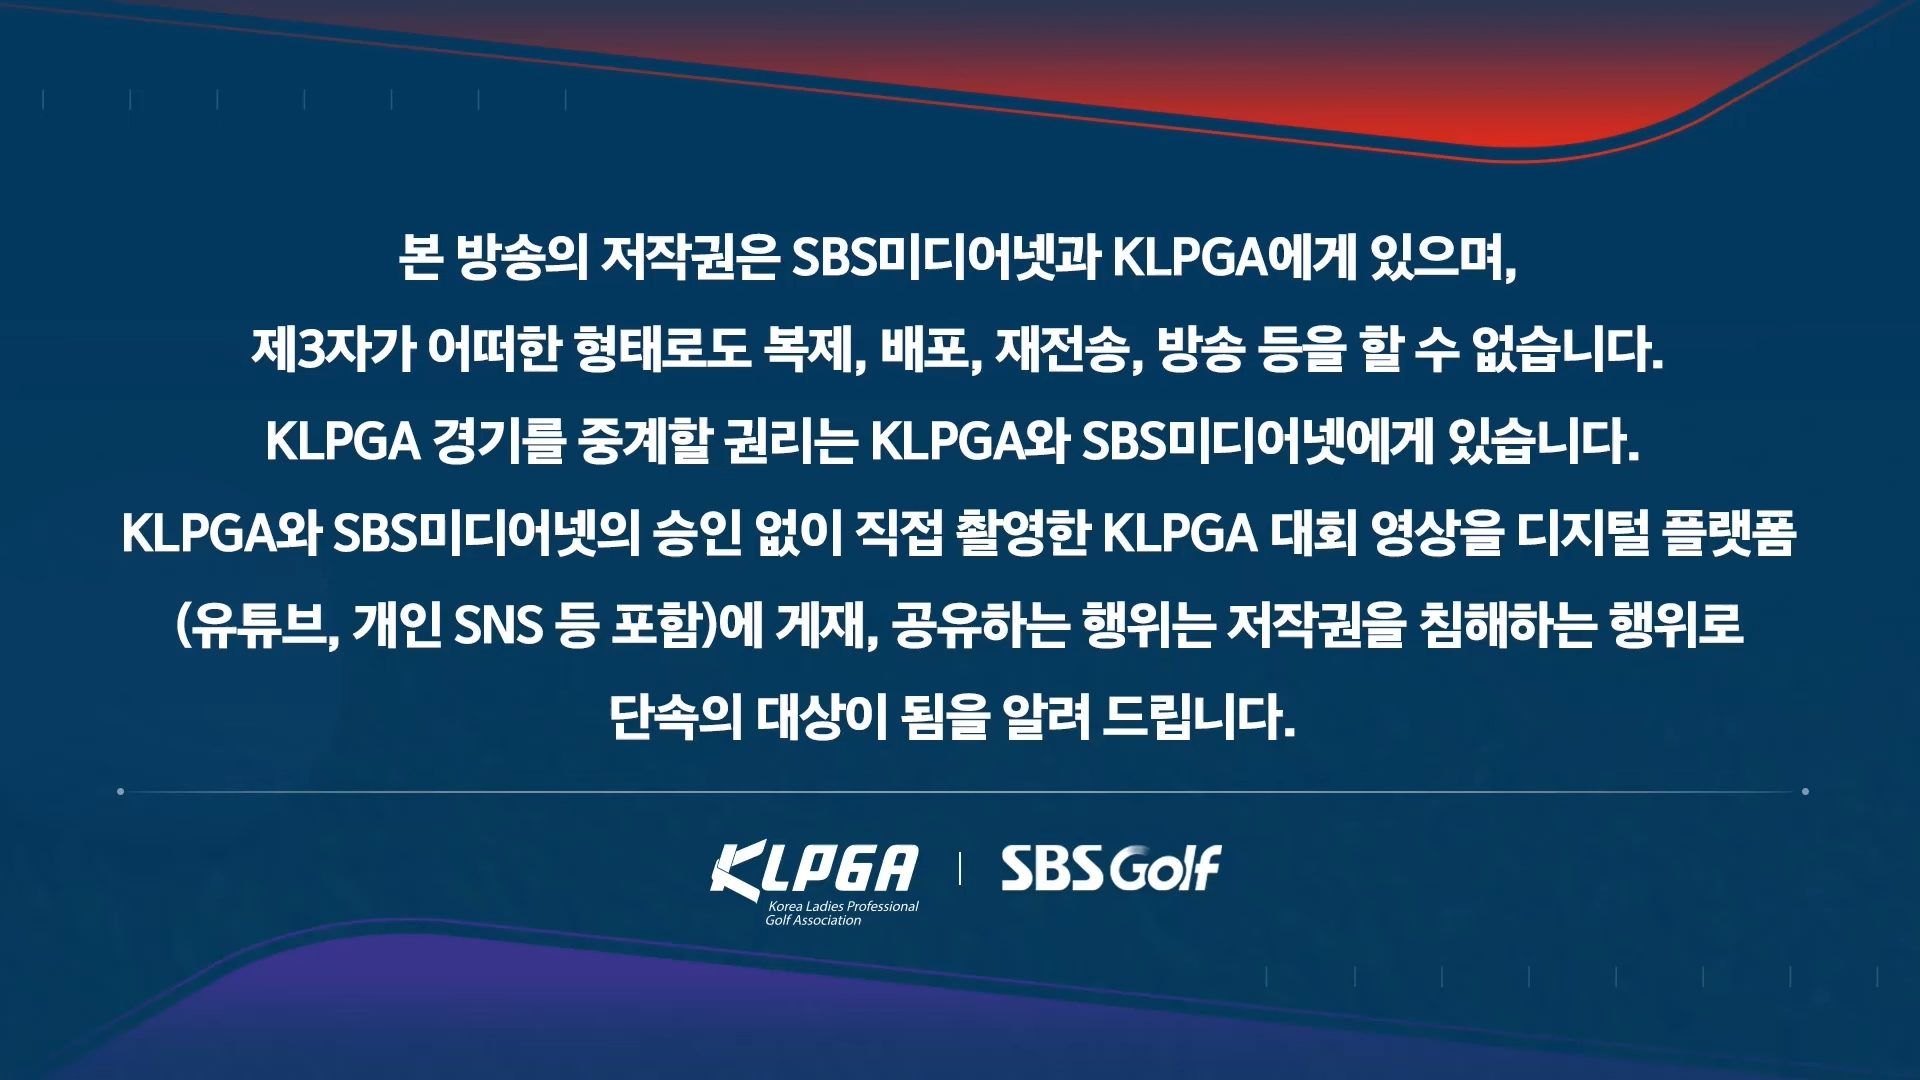 본 방송의 저작권은 SBS미디어넷과 KLPGA에게 있으며,
제3자가 어떠한 형태로도 복제, 배포, 재전송, 방송 등을 할 수 없습니다.
KLPGA 경기를 중계할 권리는 KLPGA와 SBS미디어넷에게 있습니다.
KLPGA와 SBS미디어넷의 승인 없이 직접 촬영한 KLPGA 대회 영상을 디지털 플랫폼
(유튜브, 개인 SNS 등 포함)에 게재, 공유하는 행위는 저작권을 침해하는 행위로
단속의 대상이 됨을 알려 드립니다.
KLPGA | SBS Golf
Korea Ladies Professional
Golf Association